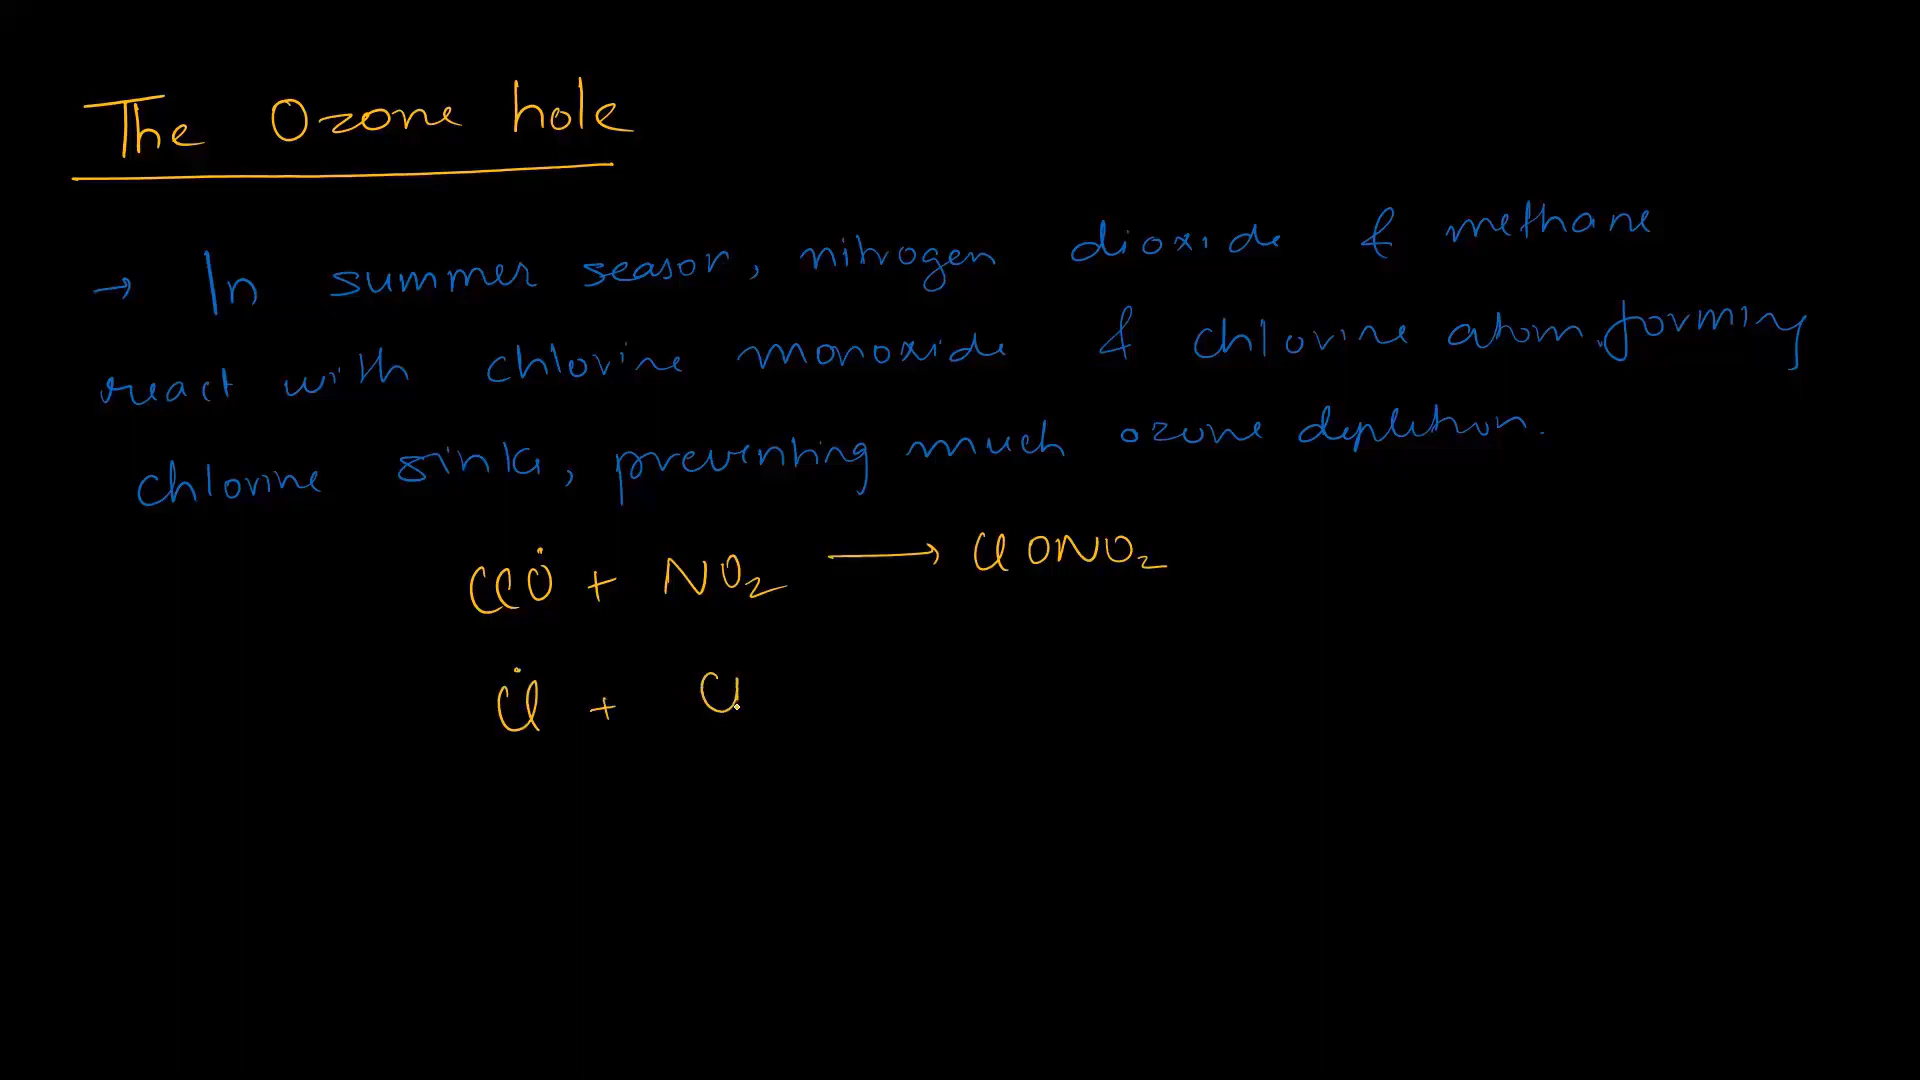 The Ozone hole
→ In summer season, nitrogen dioxide & methane
react with chlorine monoxide & chlorine atom forming
chlorine sinks, preventing much ozone depletion.
ClȮ + NO₂ ⟶ ClONO₂
Cl̇ + C